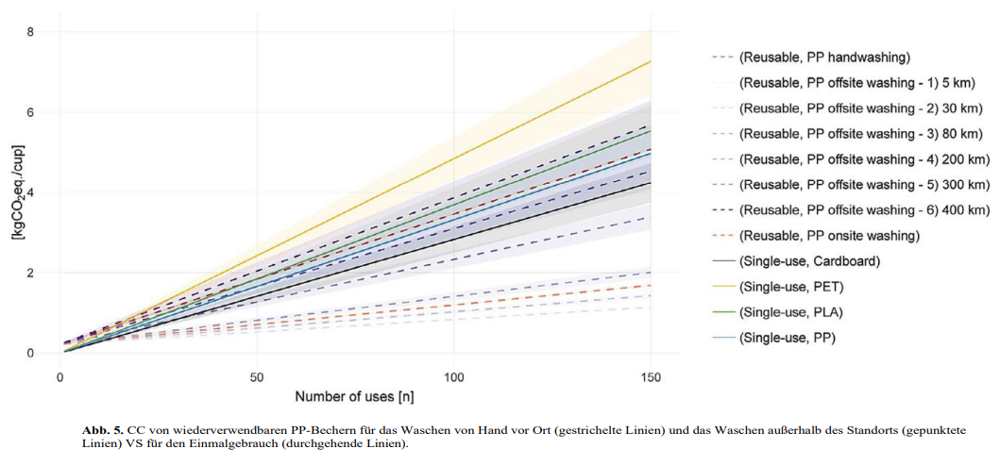 8
6
4
2
0
[kgCO2eq./cup]
0
50
100
150
Number of uses [n]
(Reusable, PP handwashing)
(Reusable, PP offsite washing - 1) 5 km)
(Reusable, PP offsite washing - 2) 30 km)
(Reusable, PP offsite washing - 3) 80 km)
(Reusable, PP offsite washing - 4) 200 km)
(Reusable, PP offsite washing - 5) 300 km)
(Reusable, PP offsite washing - 6) 400 km)
(Reusable, PP onsite washing)
(Single-use, Cardboard)
(Single-use, PET)
(Single-use, PLA)
(Single-use, PP)
Abb. 5. CC von wiederverwendbaren PP-Bechern für das Waschen von Hand vor Ort (gestrichelte Linien) und das Waschen außerhalb des Standorts (gepunktete
Linien) VS für den Einmalgebrauch (durchgehende Linien).